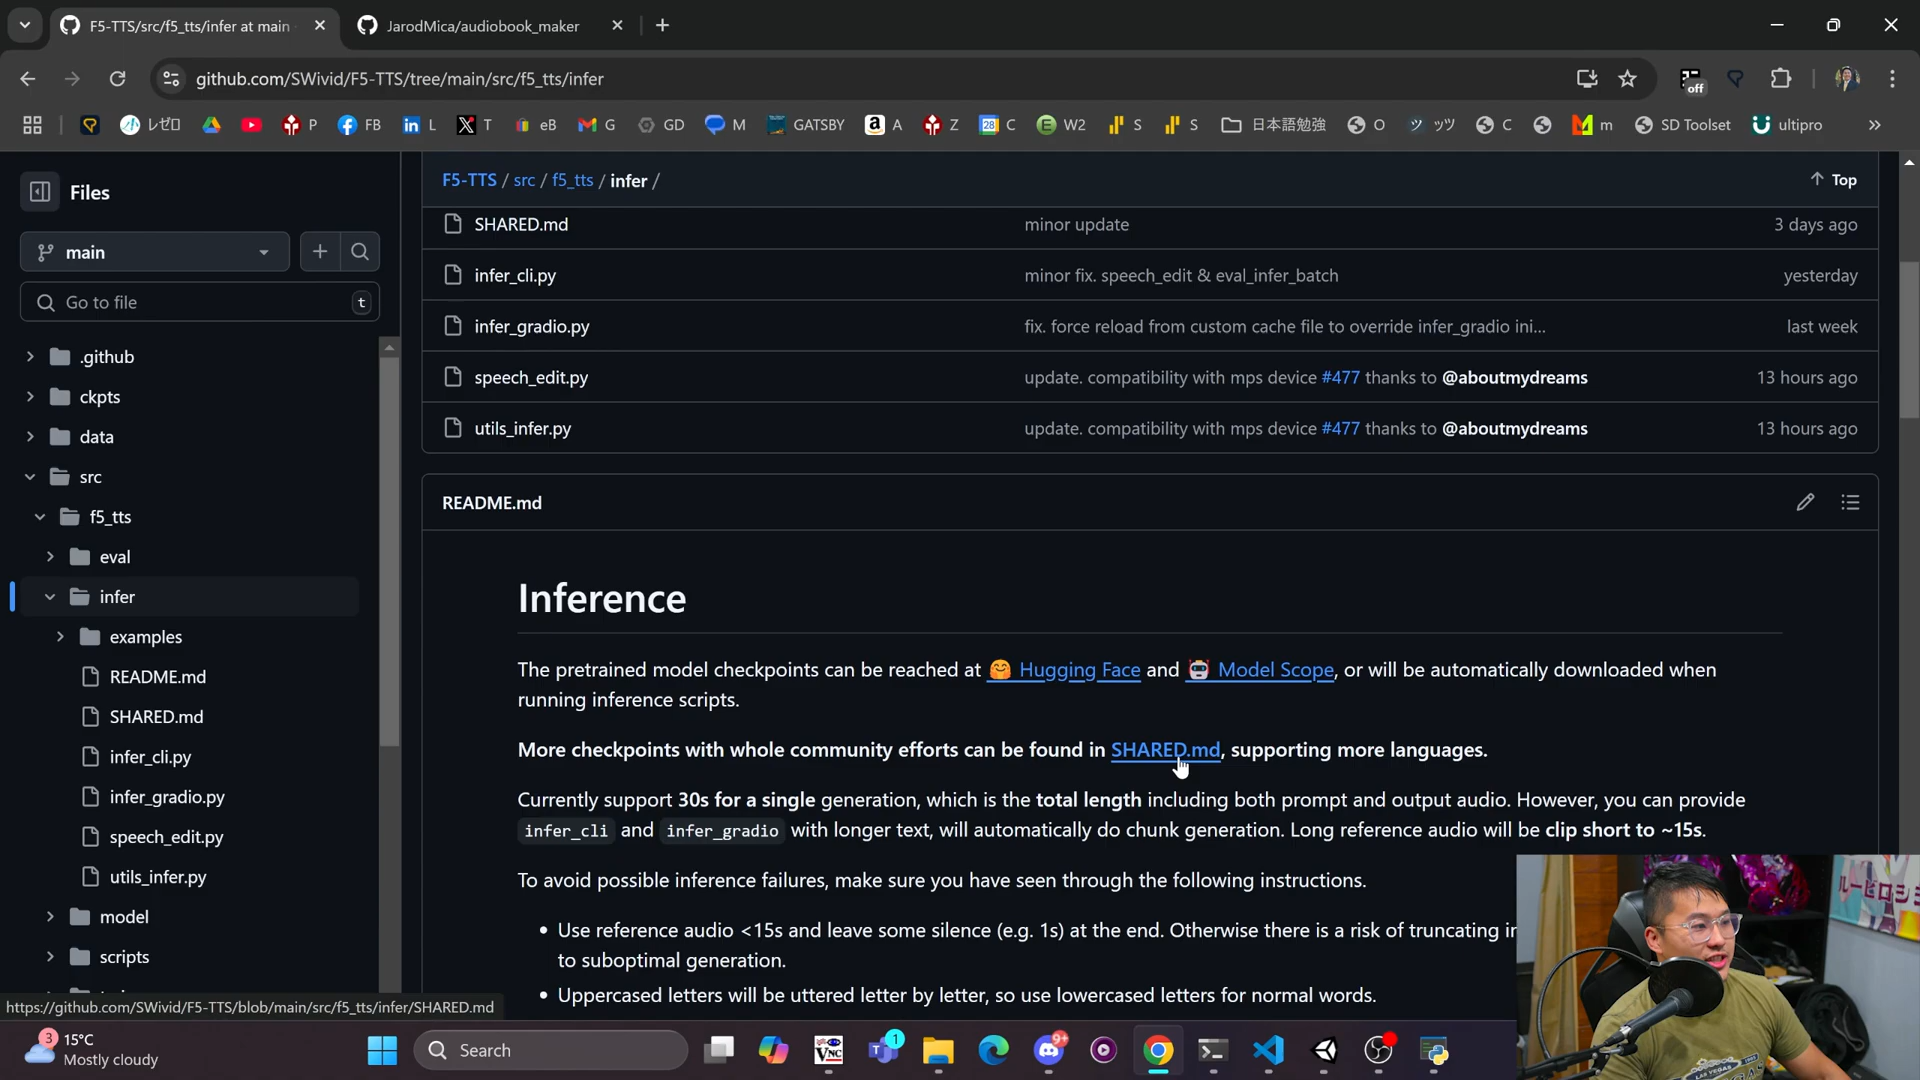 F5-TTS/src/f5_tts/infer at main
JarodMica/audiobook_maker
github.com/SWivid/F5-TTS/tree/main/src/f5_tts/infer
off
レゼロ
P
FB
L
T
eB
G
GD
M
GATSBY
A
Z
C
W2
S
S
日本語勉強
O
ッツ
C
m
SD Toolset
ultipro
Files
main
Go to file
t
.github
ckpts
data
src
f5_tts
eval
infer
examples
README.md
SHARED.md
infer_cli.py
infer_gradio.py
speech_edit.py
utils_infer.py
model
scripts
https://github.com/SWivid/F5-TTS/blob/main/src/f5_tts/infer/SHARED.md
F5-TTS / src / f5_tts / infer /
Top
SHARED.md minor update 3 days ago
infer_cli.py minor fix. speech_edit & eval_infer_batch yesterday
infer_gradio.py fix. force reload from custom cache file to override infer_gradio ini... last week
speech_edit.py update. compatibility with mps device #477 thanks to @aboutmydreams 13 hours ago
utils_infer.py update. compatibility with mps device #477 thanks to @aboutmydreams 13 hours ago
README.md
Inference
The pretrained model checkpoints can be reached at 🤗 Hugging Face and 🤖 Model Scope, or will be automatically downloaded when
running inference scripts.
More checkpoints with whole community efforts can be found in SHARED.md, supporting more languages.
Currently support 30s for a single generation, which is the total length including both prompt and output audio. However, you can provide
infer_cli and infer_gradio with longer text, will automatically do chunk generation. Long reference audio will be clip short to ~15s.
To avoid possible inference failures, make sure you have seen through the following instructions.
• Use reference audio <15s and leave some silence (e.g. 1s) at the end. Otherwise there is a risk of truncating in
to suboptimal generation.
• Uppercased letters will be uttered letter by letter, so use lowercased letters for normal words.
3
15°C
Mostly cloudy
Search
VNC
1
9+